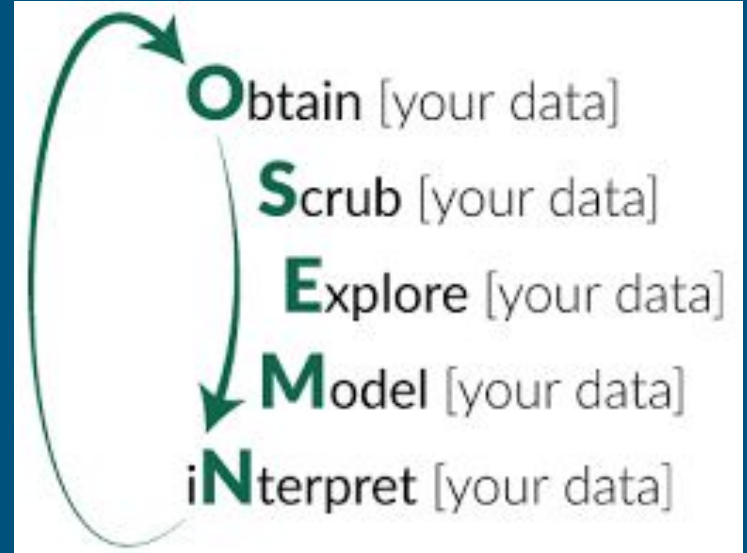 Obtain [your data]
Scrub [your data]
Explore [your data]
Model [your data]
iNterpret [your data]